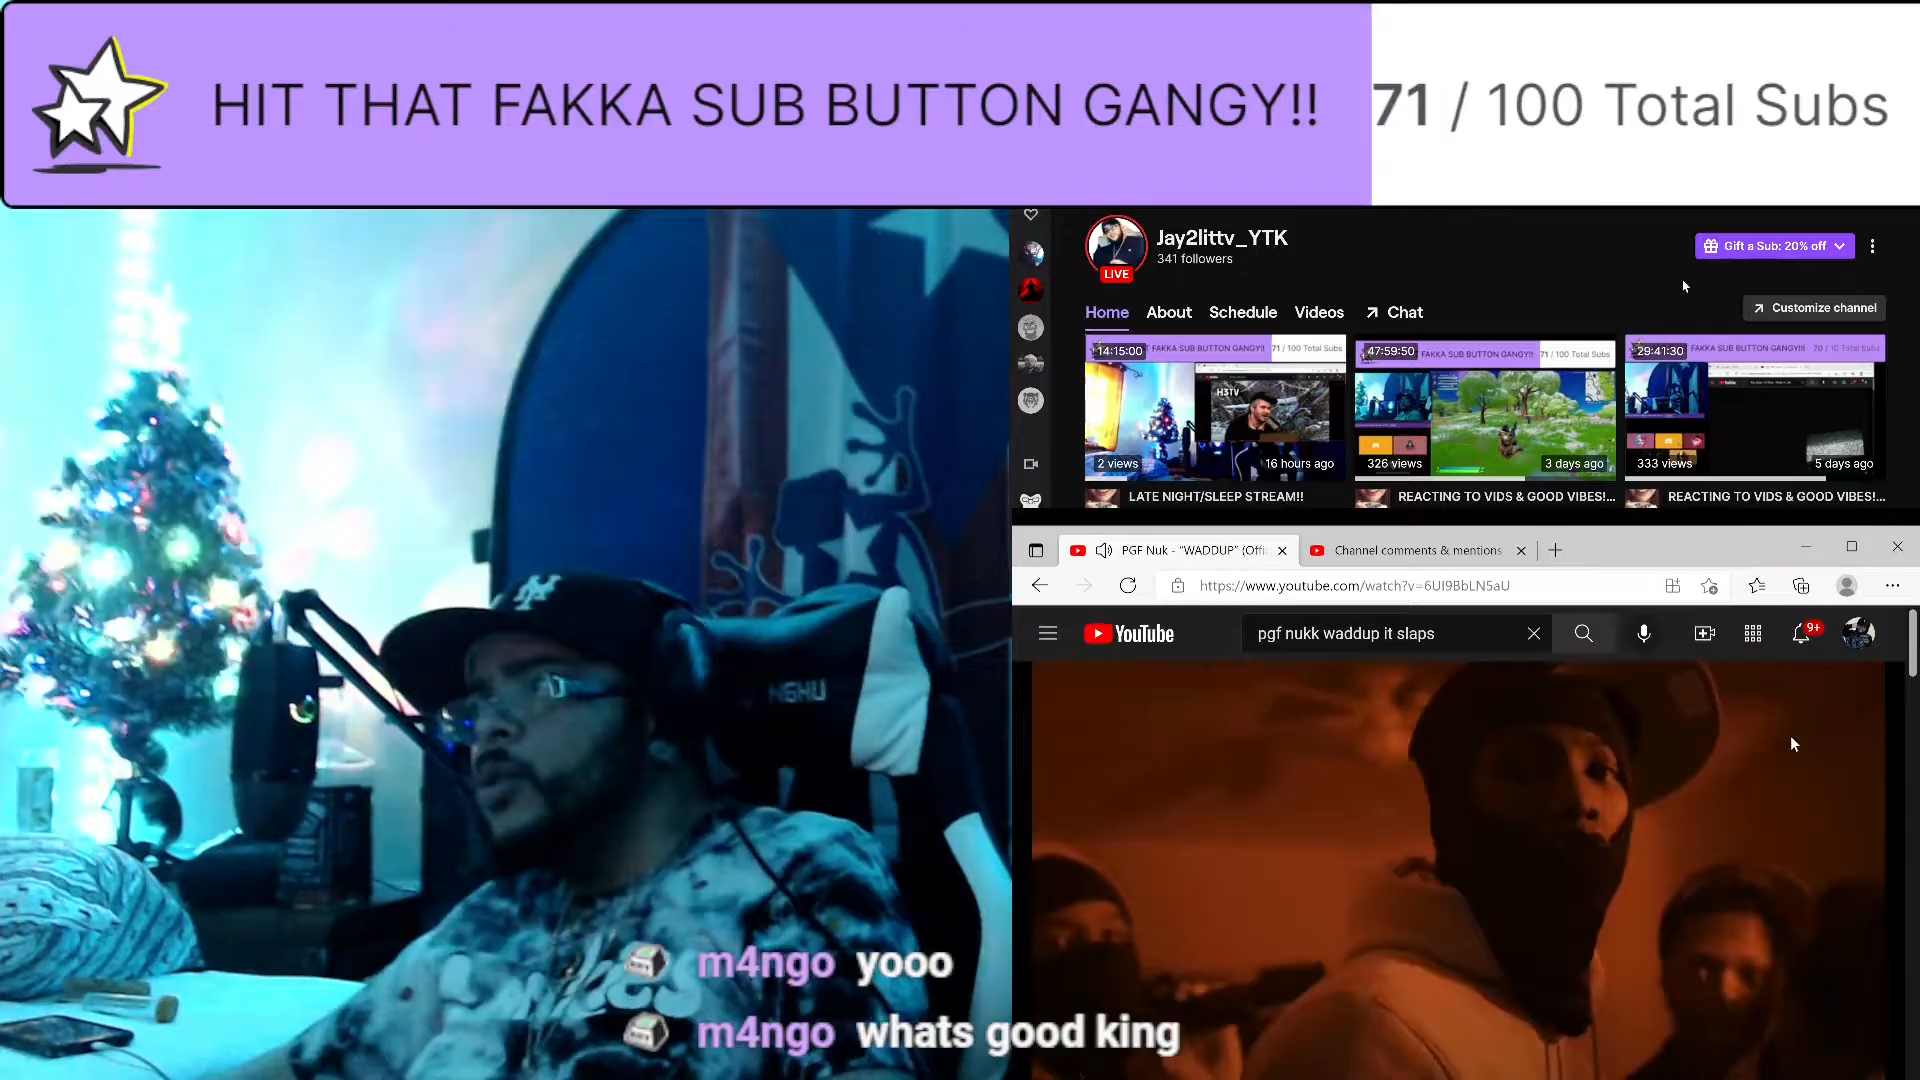 HIT THAT FAKKA SUB BUTTON GANGY!!
71 / 100 Total Subs
Jay2littv_YTK
341 followers
LIVE
Gift a Sub: 20% off
Home About Schedule Videos Chat
Customize channel
14:15:00
FAKKA SUB BUTTON GANGY!! 71 / 100 Total Subs
H3TV
2 views
16 hours ago
LATE NIGHT/SLEEP STREAM!!
47:59:50
FAKKA SUB BUTTON GANGY!! 71 / 100 Total Subs
326 views
3 days ago
REACTING TO VIDS & GOOD VIBES!...
29:41:30
FAKKA SUB BUTTON GANGY!!
333 views
5 days ago
REACTING TO VIDS & GOOD VIBES!...
PGF Nuk - "WADDUP" (Offi
Channel comments & mentions
https://www.youtube.com/watch?v=6UI9BbLN5aU
YouTube
pgf nukk waddup it slaps
9+
m4ngo yooo
m4ngo whats good king